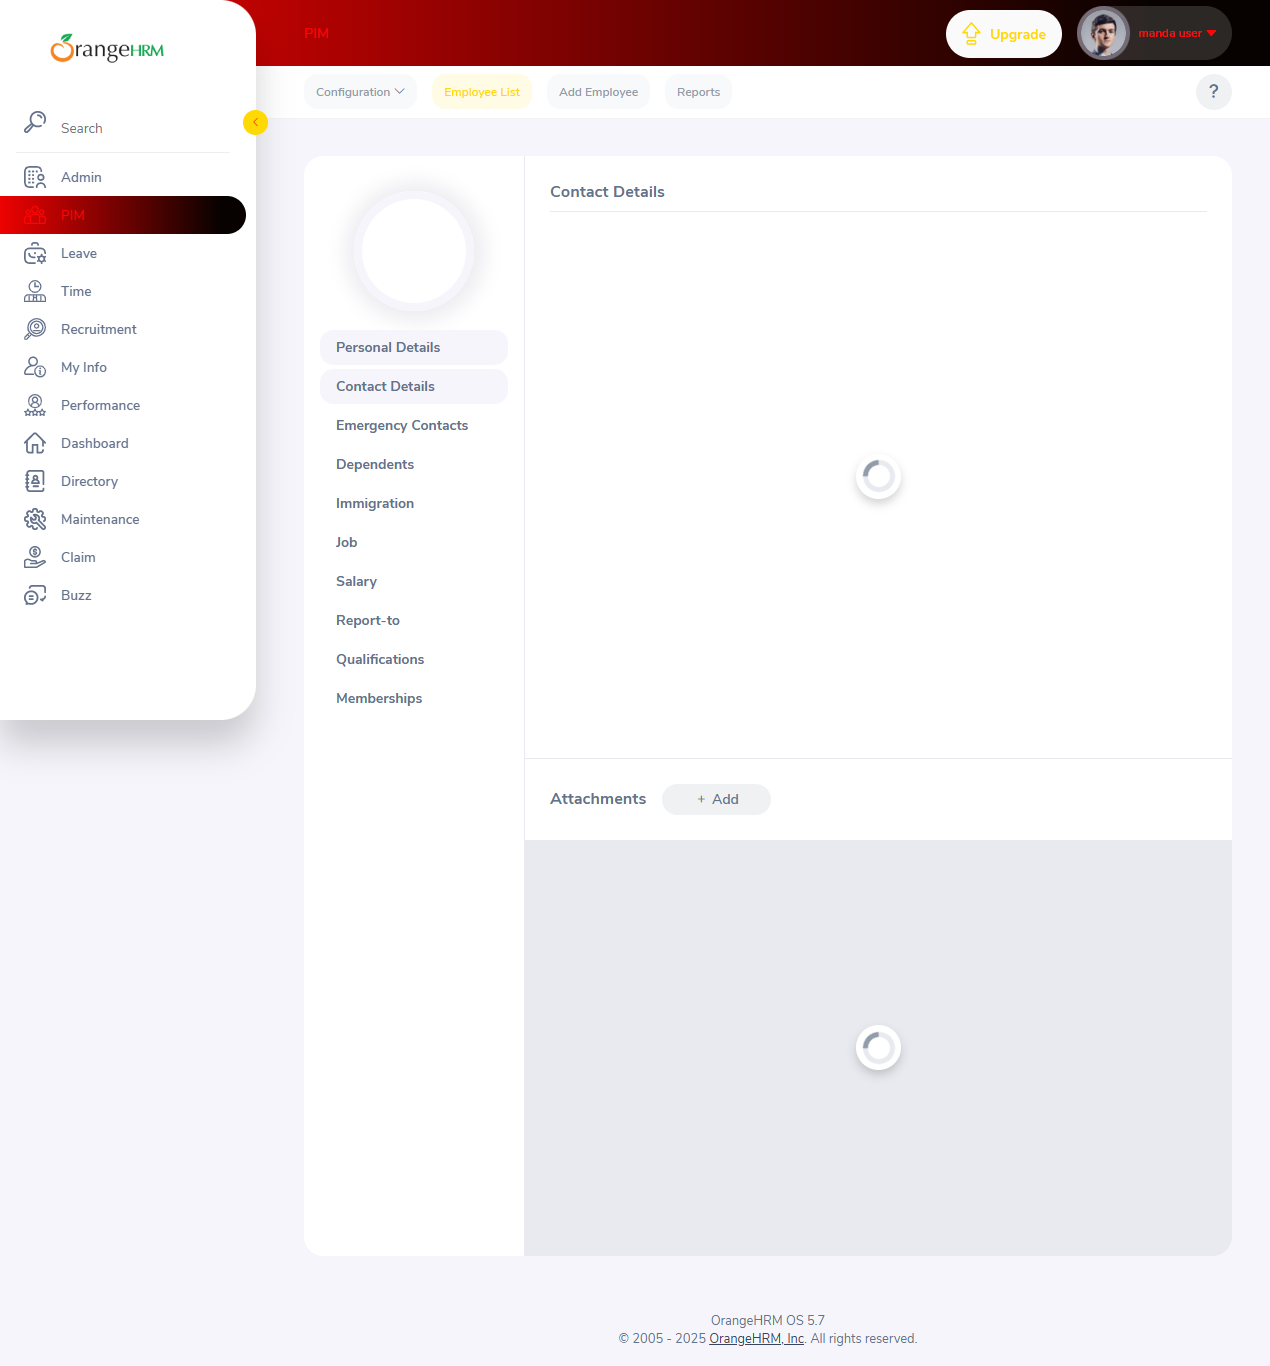 OrangeHRM
PIM
Upgrade
manda user
Configuration
Employee List
Add Employee
Reports
?
Search
Admin
PIM
Leave
Time
Recruitment
My Info
Performance
Dashboard
Directory
Maintenance
Claim
Buzz
Personal Details
Contact Details
Emergency Contacts
Dependents
Immigration
Job
Salary
Report-to
Qualifications
Memberships
Contact Details
Attachments
+ Add
OrangeHRM OS 5.7
© 2005 - 2025 OrangeHRM, Inc. All rights reserved.